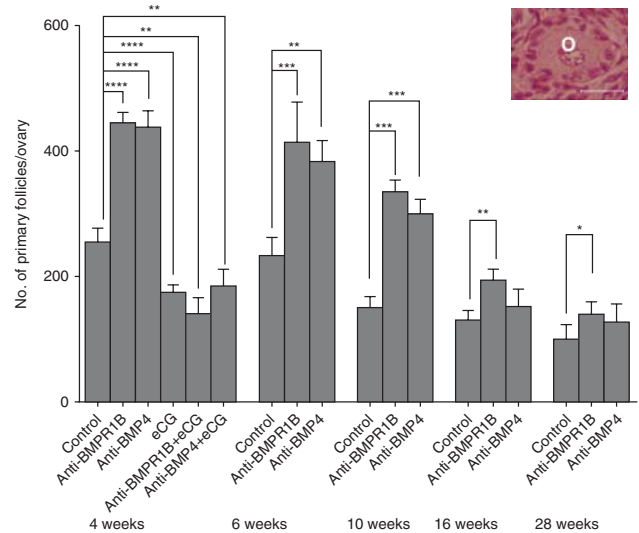 No. of primary follicles/ovary
600
400
200
0
**
**
****
****
****
**
***
***
***
**
*
O
Control
Anti-BMPR1B
Anti-BMP4
eCG
Anti-BMPR1B+eCG
Anti-BMP4+eCG
Control
Anti-BMPR1B
Anti-BMP4
Control
Anti-BMPR1B
Anti-BMP4
Control
Anti-BMPR1B
Anti-BMP4
Control
Anti-BMPR1B
Anti-BMP4
4 weeks
6 weeks
10 weeks
16 weeks
28 weeks